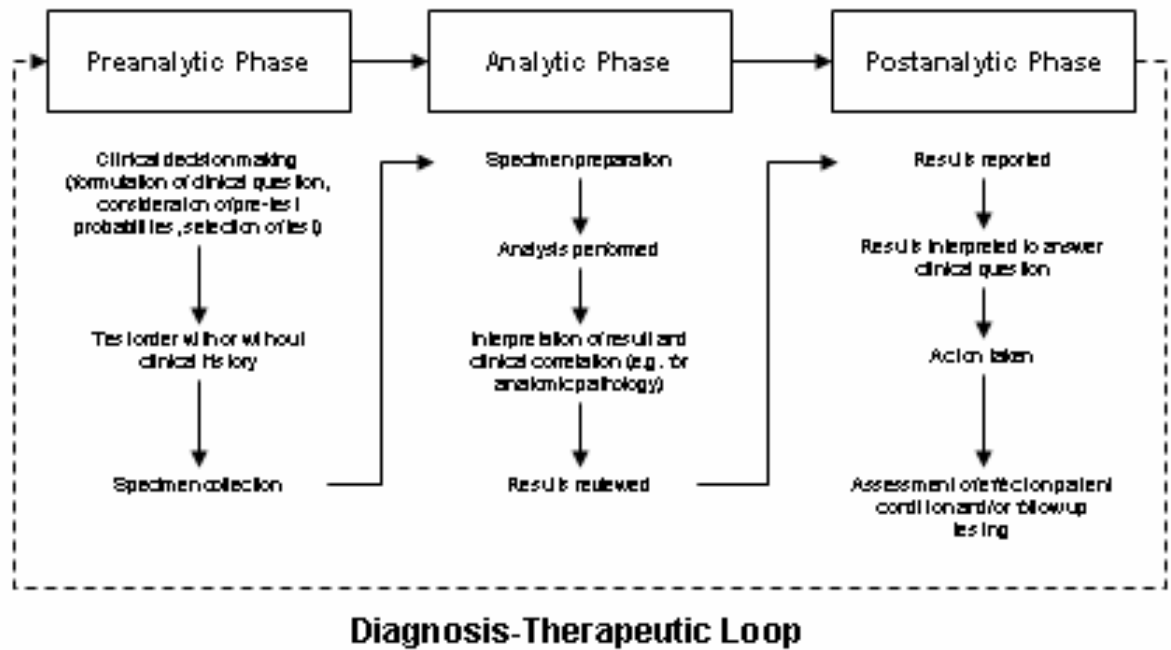 Preanalytic Phase
Analytic Phase
Postanalytic Phase
Clinical decision making
(formulation of clinical question,
consideration of pre-test
probabilities, selection of test)
Test order with or without
clinical history
Specimen collection
Specimen preparation
Analysis performed
Interpretation of result and
clinical correlation (e.g. for
anatomic pathology)
Results reviewed
Results reported
Results interpreted to answer
clinical question
Action taken
Assessment of effect on patient
condition and/or follow up
testing
Diagnosis-Therapeutic Loop